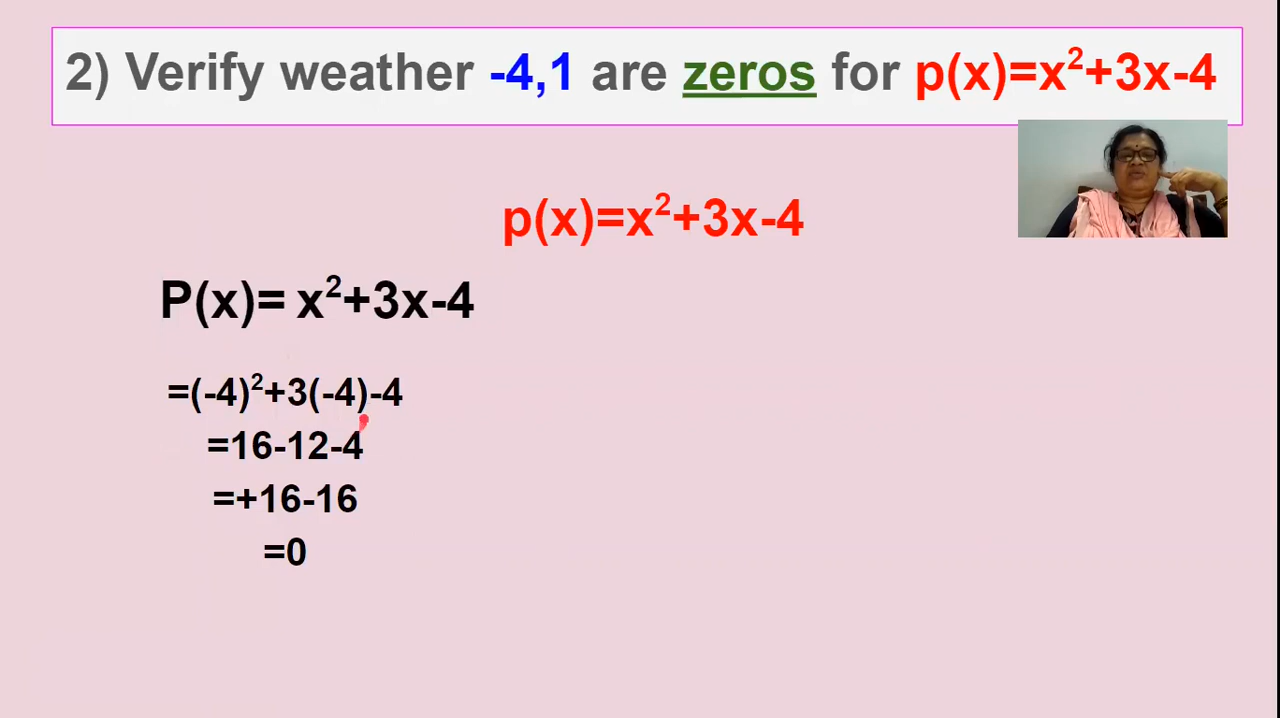 2) Verify weather -4,1 are zeros for p(x)=x²+3x-4
p(x)=x²+3x-4
P(x)= x²+3x-4
=(-4)²+3(-4)-4
=16-12-4
=+16-16
=0